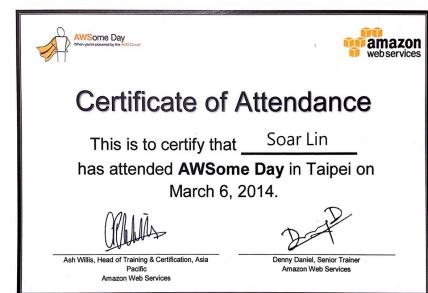 AWSome Day
When you're powered by the AWS Cloud
amazon
webservices
Certificate of Attendance
This is to certify that Soar Lin
has attended AWSome Day in Taipei on
March 6, 2014.
Ash Willis, Head of Training & Certification, Asia
Pacific
Amazon Web Services
Denny Daniel, Senior Trainer
Amazon Web Services